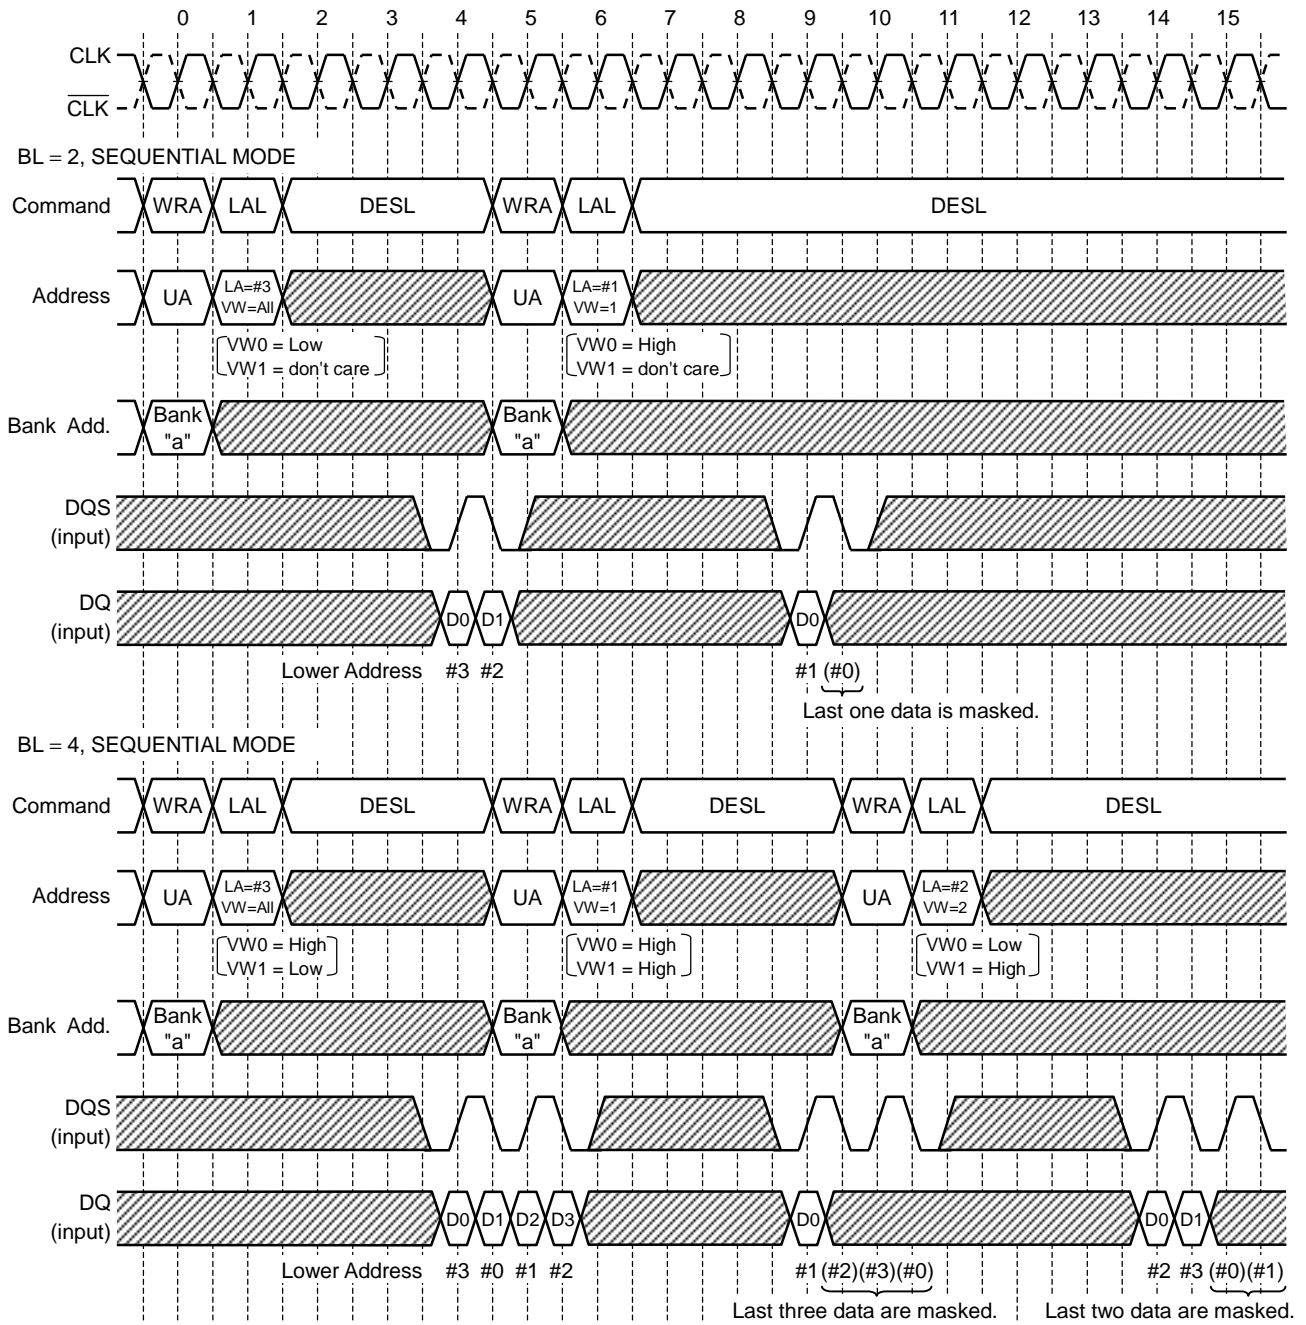 0 1 2 3 4 5 6 7 8 9 10 11 12 13 14 15
CLK
CLK
BL = 2, SEQUENTIAL MODE
Command WRA LAL DESL WRA LAL DESL
Address UA LA=#3 UA LA=#1
VW=All VW=1
VW0 = Low VW0 = High
VW1 = don't care VW1 = don't care
Bank Add. Bank Bank
"a" "a"
DQS
(input)
DQ D0 D1 D0
(input)
Lower Address #3 #2 #1 (#0)
Last one data is masked.
BL = 4, SEQUENTIAL MODE
Command WRA LAL DESL WRA LAL DESL WRA LAL DESL
Address UA LA=#3 UA LA=#1 UA LA=#2
VW=All VW=1 VW=2
VW0 = High VW0 = High VW0 = Low
VW1 = Low VW1 = High VW1 = High
Bank Add. Bank Bank Bank
"a" "a" "a"
DQS
(input)
DQ D0 D1 D2 D3 D0 D0 D1
(input)
Lower Address #3 #0 #1 #2 #1 (#2)(#3)(#0) #2 #3 (#0)(#1)
Last three data are masked. Last two data are masked.